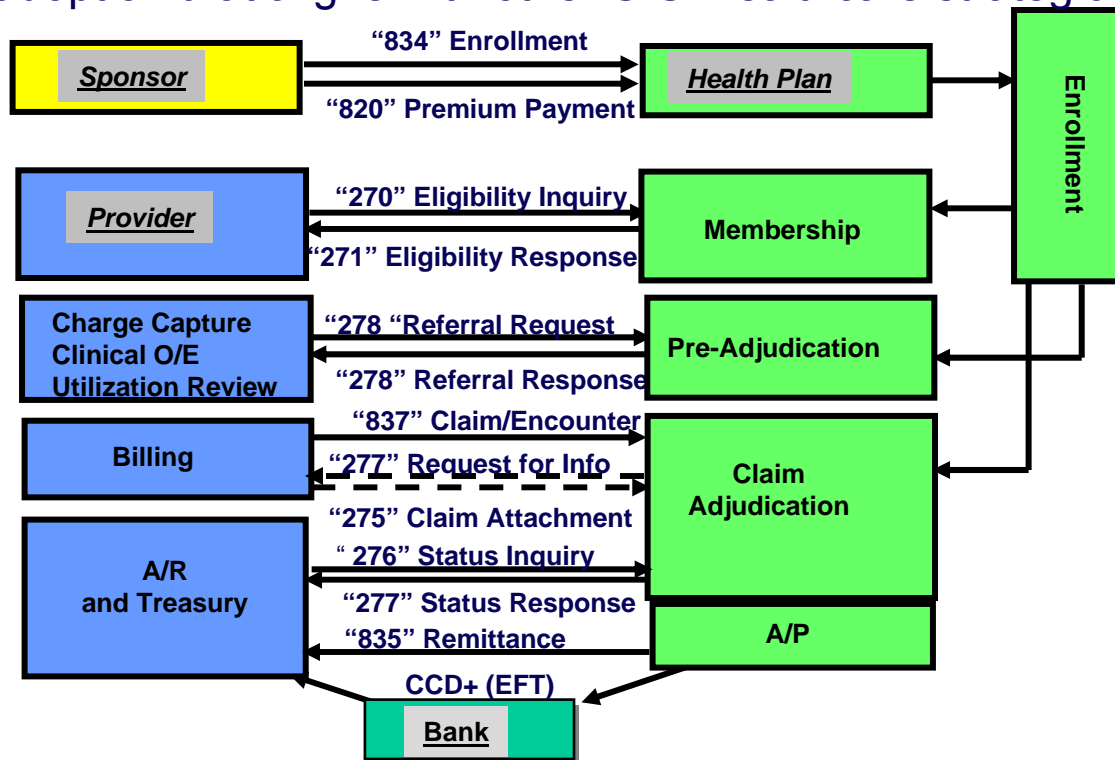 "834" Enrollment
Sponsor
Health Plan
"820" Premium Payment
Enrollment
"270" Eligibility Inquiry
Provider
Membership
"271" Eligibility Response
Charge Capture
Clinical O/E
Utilization Review
"278 "Referral Request
Pre-Adjudication
"278" Referral Response
"837" Claim/Encounter
Billing
"277" Request for Info
Claim
Adjudication
"275" Claim Attachment
" 276" Status Inquiry
A/R
and Treasury
"277" Status Response
"835" Remittance
A/P
CCD+ (EFT)
Bank